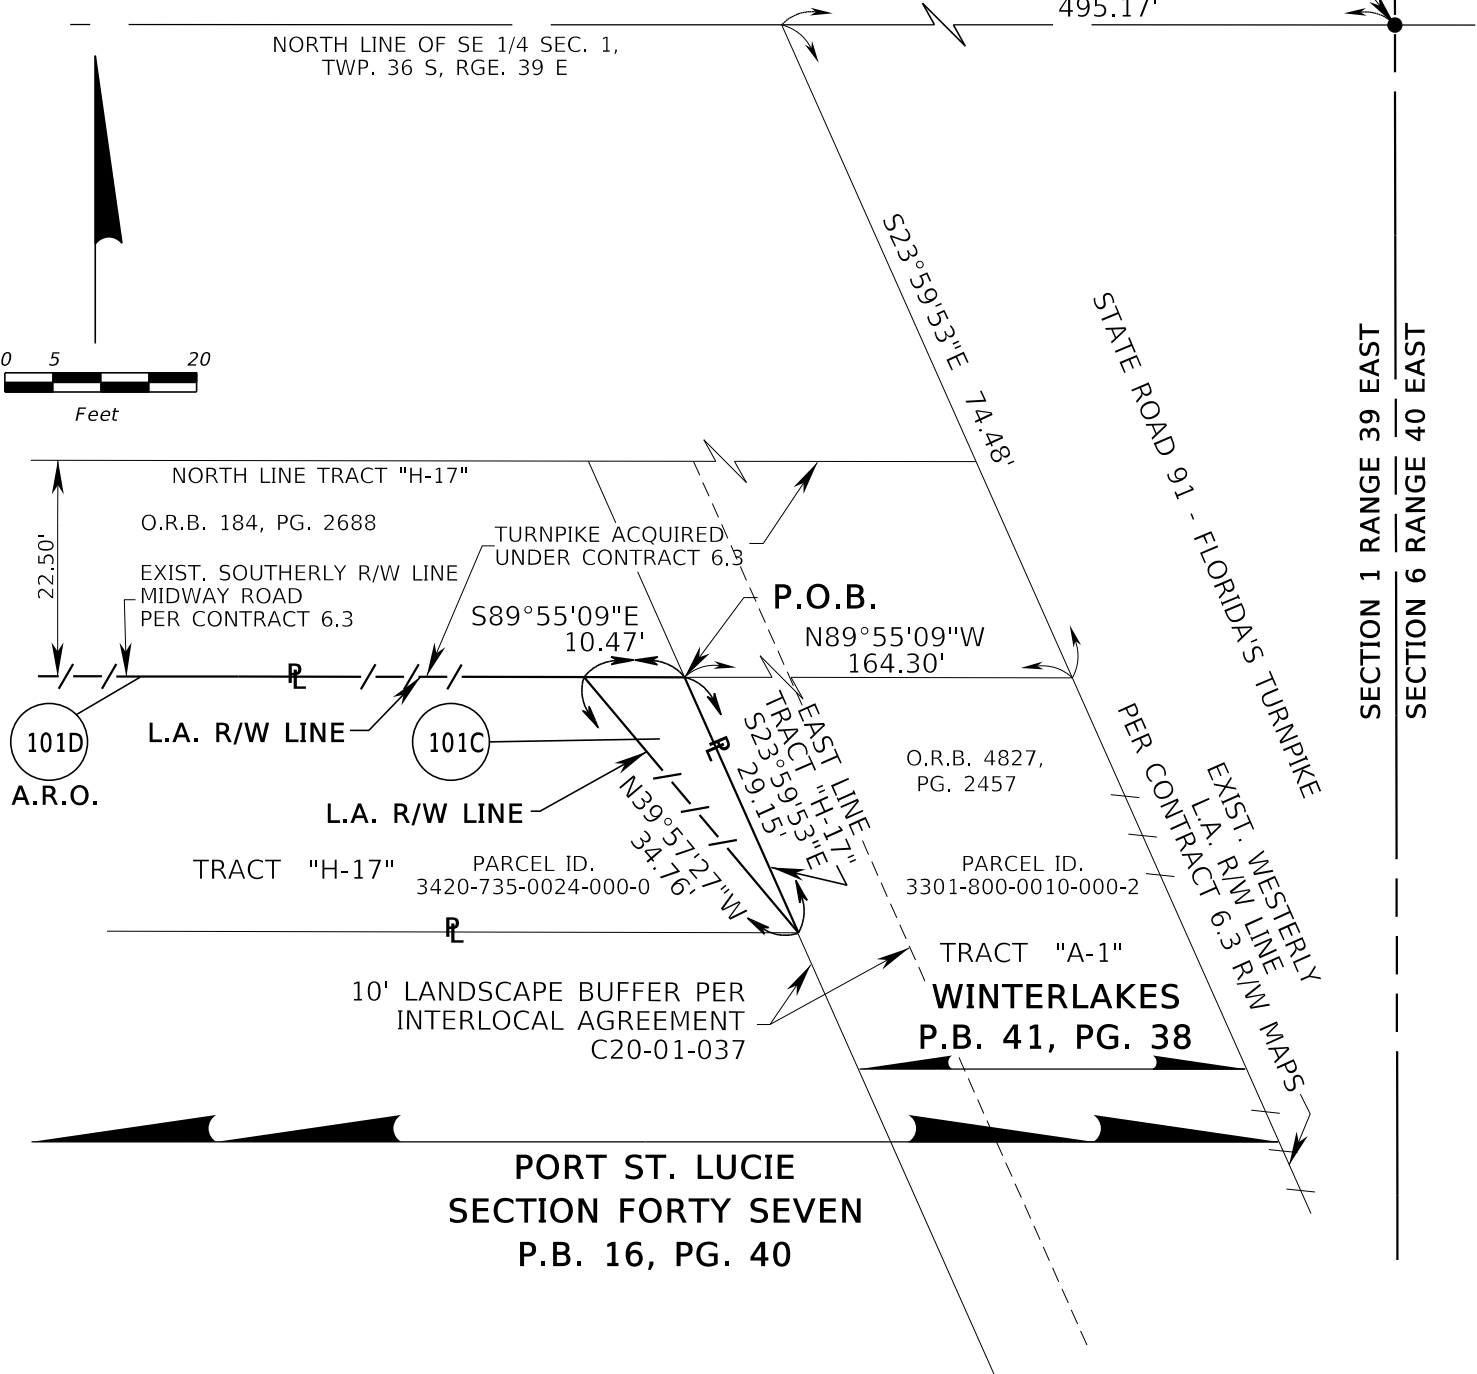 495.17'
NORTH LINE OF SE 1/4 SEC. 1,
TWP. 36 S, RGE. 39 E
0 5 20
Feet
S23°59'53"E 74.48'
STATE ROAD 91 - FLORIDA'S TURNPIKE
SECTION 1 RANGE 39 EAST
SECTION 6 RANGE 40 EAST
NORTH LINE TRACT "H-17"
22.50'
O.R.B. 184, PG. 2688
TURNPIKE ACQUIRED
UNDER CONTRACT 6.3
EXIST. SOUTHERLY R/W LINE
MIDWAY ROAD
PER CONTRACT 6.3
P.O.B.
S89°55'09"E
10.47'
N89°55'09"W
164.30'
PL
101D
A.R.O.
L.A. R/W LINE
101C
L.A. R/W LINE
PL
EAST LINE
TRACT "H-17"
S23°59'53"E
29.15'
N39°57'27"W
34.76'
O.R.B. 4827,
PG. 2457
EXIST. WESTERLY
L.A. R/W LINE
PER CONTRACT 6.3 R/W MAPS
TRACT "H-17"
PARCEL ID.
3420-735-0024-000-0
PARCEL ID.
3301-800-0010-000-2
PL
TRACT "A-1"
WINTERLAKES
P.B. 41, PG. 38
10' LANDSCAPE BUFFER PER
INTERLOCAL AGREEMENT
C20-01-037
PORT ST. LUCIE
SECTION FORTY SEVEN
P.B. 16, PG. 40